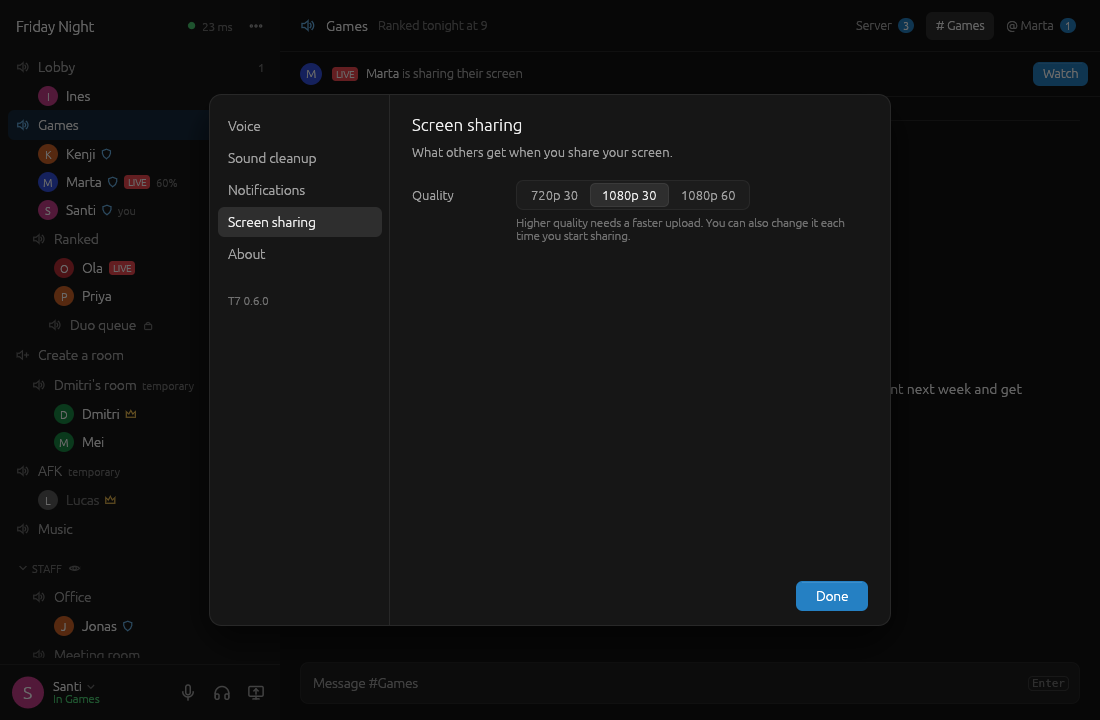 Friday Night
23 ms
Games
Ranked tonight at 9
Server 3
# Games
@ Marta 1
Lobby 1
I Ines
Games
K Kenji
M Marta LIVE 60%
S Santi you
Ranked
O Ola LIVE
P Priya
Duo queue
Create a room
Dmitri's room temporary
D Dmitri
M Mei
AFK temporary
L Lucas
Music
STAFF
Office
J Jonas
Meeting room
S Santi
In Games
M LIVE Marta is sharing their screen
Watch
Voice
Sound cleanup
Notifications
Screen sharing
About
T7 0.6.0
Screen sharing
What others get when you share your screen.
Quality
720p 30 1080p 30 1080p 60
Higher quality needs a faster upload. You can also change it each
time you start sharing.
Done
next week and get
Message #Games
Enter